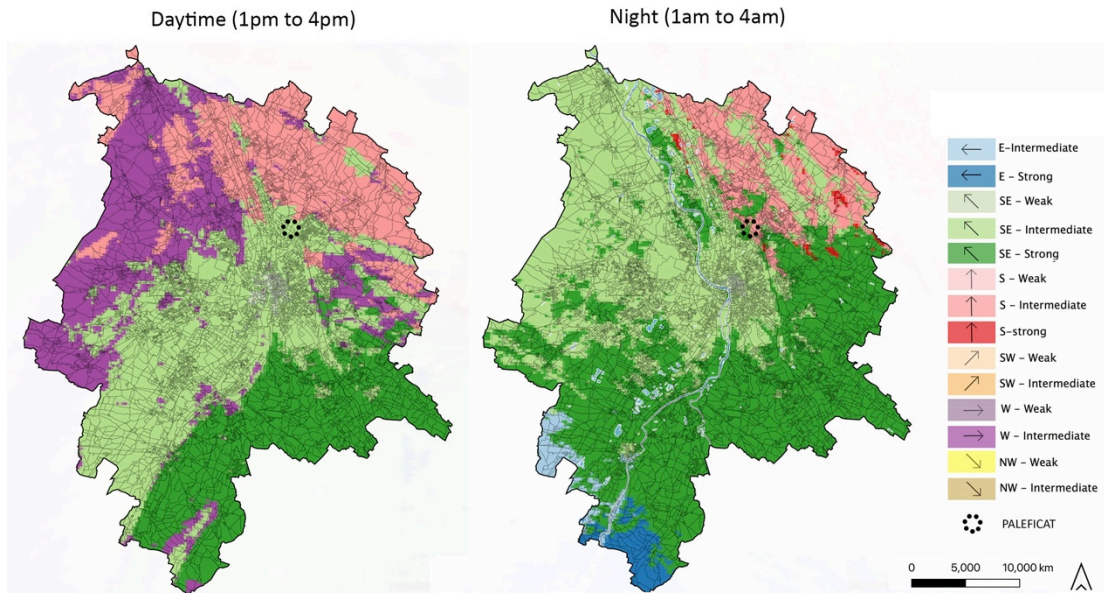 Daytime (1pm to 4pm)
Night (1am to 4am)
E-Intermediate
E – Strong
SE – Weak
SE – Intermediate
SE – Strong
S – Weak
S – Intermediate
S-strong
SW – Weak
SW – Intermediate
W – Weak
W – Intermediate
NW – Weak
NW – Intermediate
PALEFICAT
0 5,000 10,000 km